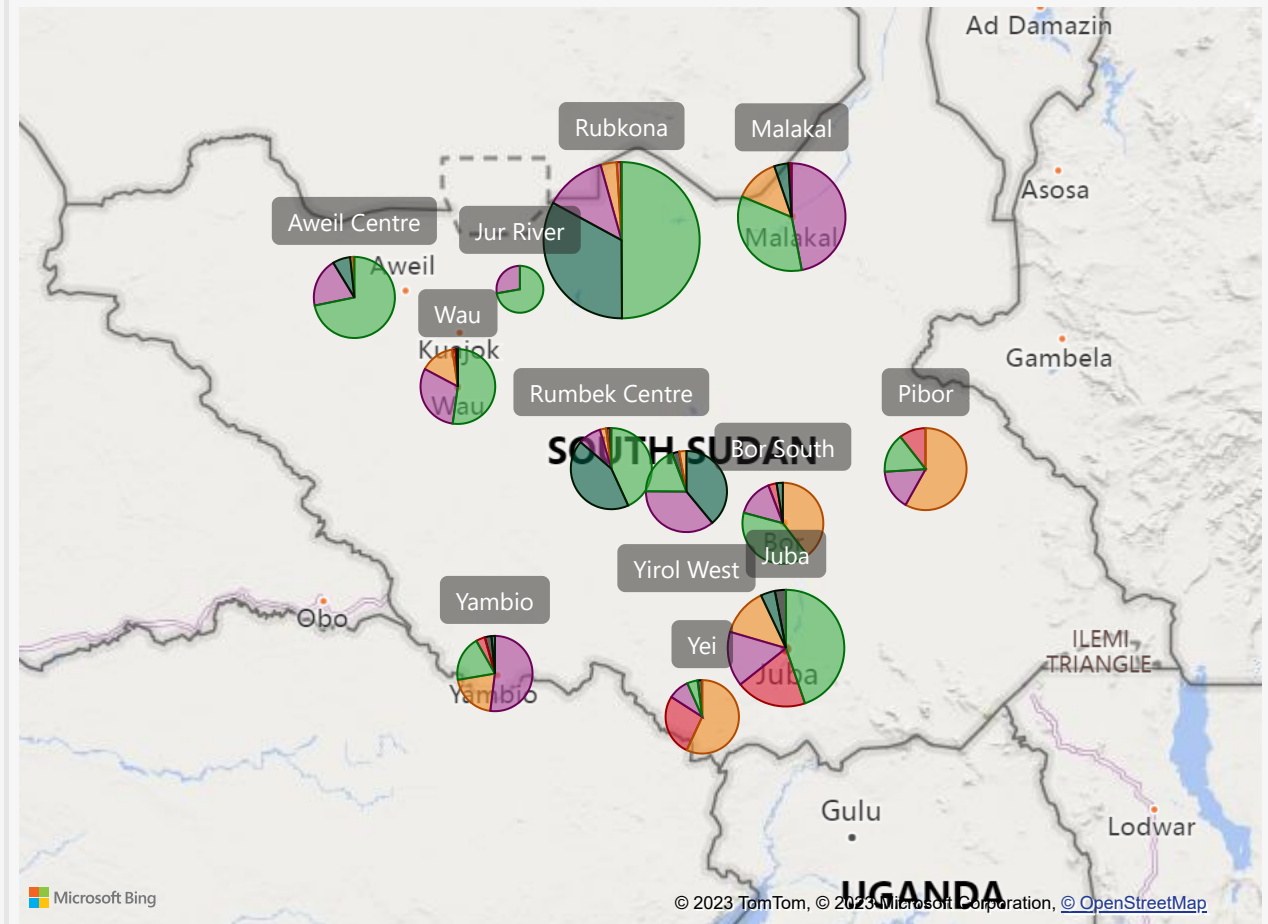 Ad Damazin
Rubkona
Malakal
Asosa
Aweil Centre
Jur River
Malakal
Aweil
Wau
Kuajok
Gambela
Rumbek Centre
Pibor
Wau
SOUTH SUDAN
Bor South
Bor
Juba
Yirol West
Yambio
Obo
Yei
ILEMI
TRIANGLE
Juba
Yambio
Gulu
Lodwar
UGANDA
Microsoft Bing
© 2023 TomTom, © 2023 Microsoft Corporation, © OpenStreetMap